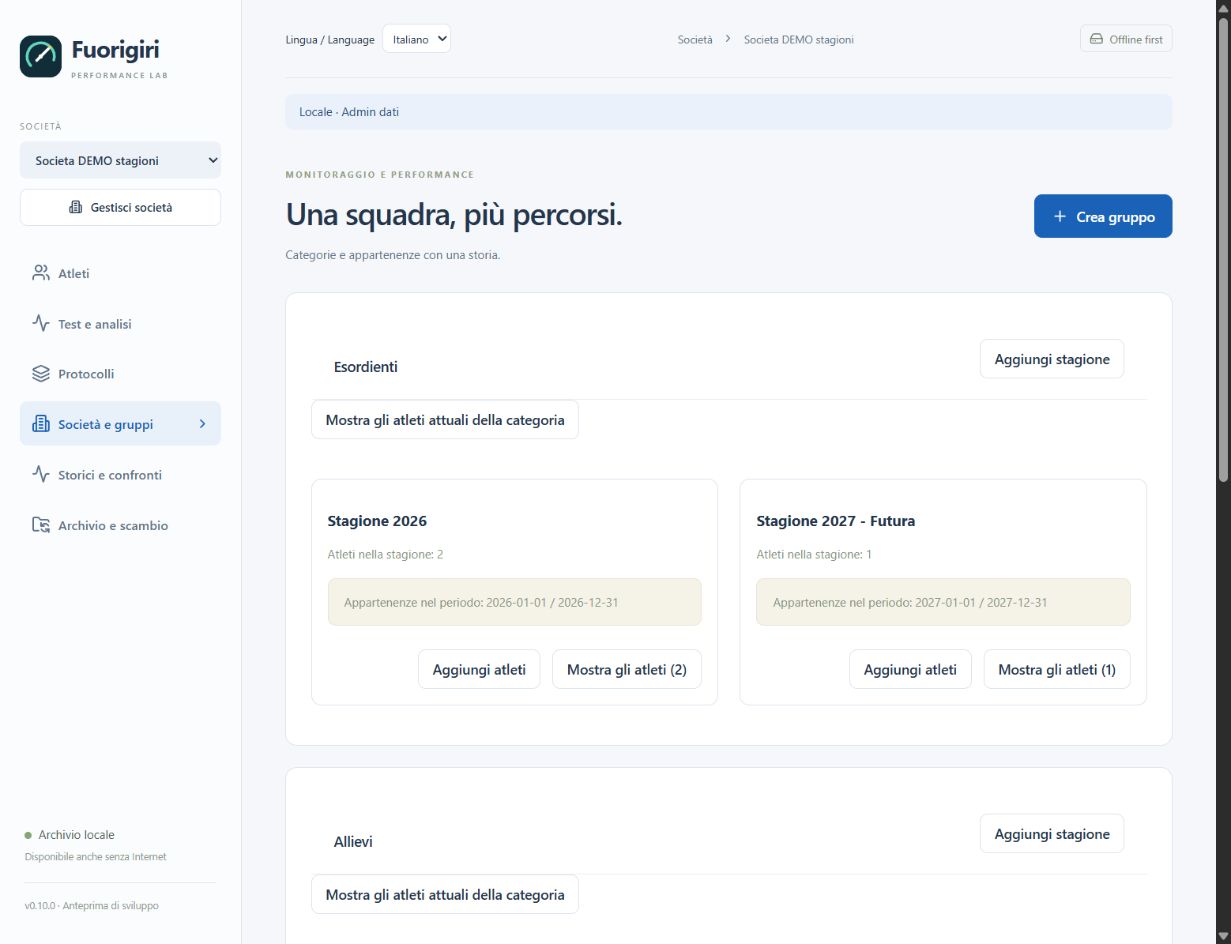 Fuorigiri
PERFORMANCE LAB
SOCIETÀ
Societa DEMO stagioni
Gestisci società
Atleti
Test e analisi
Protocolli
Società e gruppi
Storici e confronti
Archivio e scambio
Archivio locale
Disponibile anche senza Internet
v0.10.0 · Anteprima di sviluppo
Lingua / Language Italiano
Società > Societa DEMO stagioni
Offline first
Locale · Admin dati
MONITORAGGIO E PERFORMANCE
Una squadra, più percorsi.
Categorie e appartenenze con una storia.
+ Crea gruppo
Esordienti
Aggiungi stagione
Mostra gli atleti attuali della categoria
Stagione 2026
Atleti nella stagione: 2
Appartenenze nel periodo: 2026-01-01 / 2026-12-31
Aggiungi atleti
Mostra gli atleti (2)
Stagione 2027 - Futura
Atleti nella stagione: 1
Appartenenze nel periodo: 2027-01-01 / 2027-12-31
Aggiungi atleti
Mostra gli atleti (1)
Allievi
Aggiungi stagione
Mostra gli atleti attuali della categoria